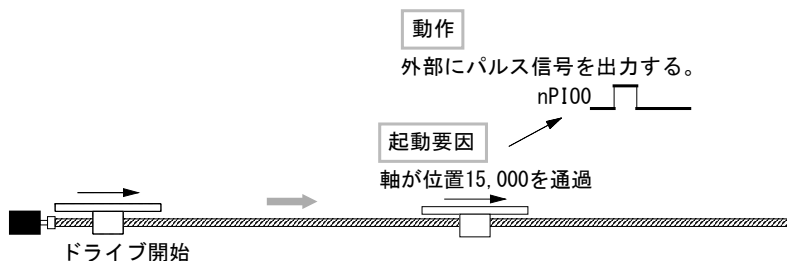 動作
外部にパルス信号を出力する。
nPIO0
起動要因
軸が位置15,000を通過
ドライブ開始